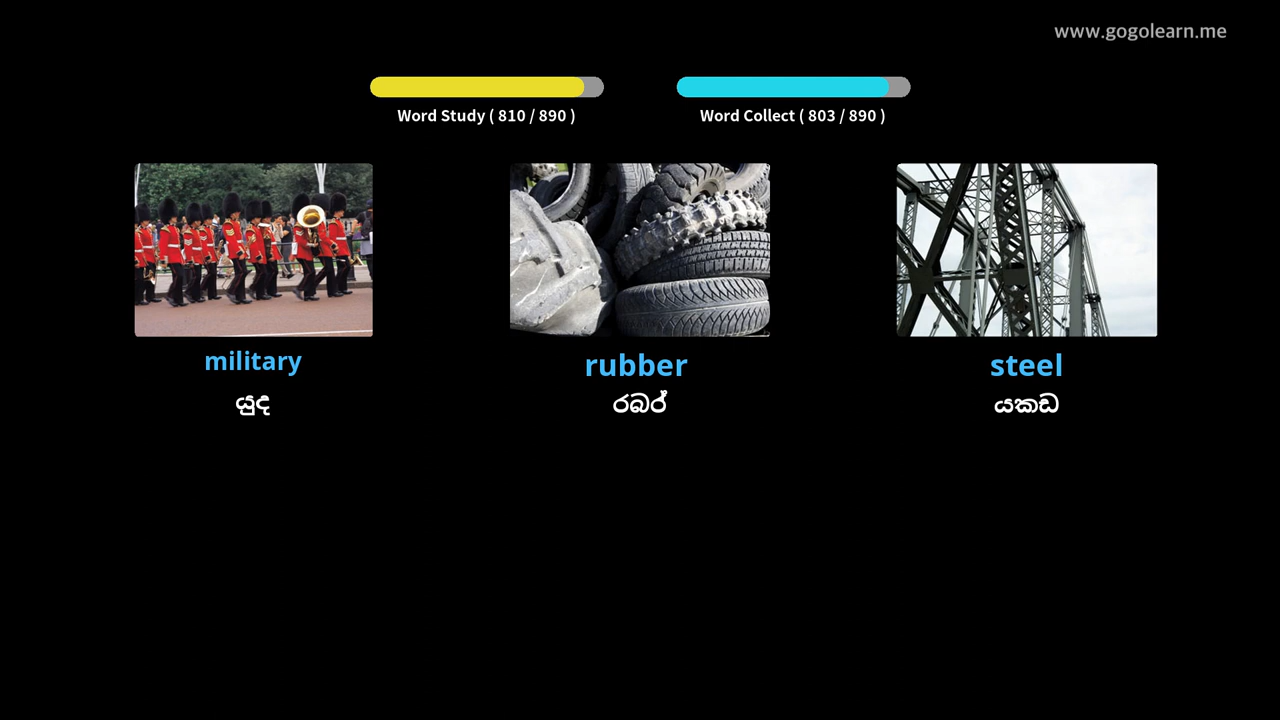 www.gogolearn.me
Word Study ( 810 / 890 )
Word Collect ( 803 / 890 )
military
යුද
rubber
රබර්
steel
යකඩ